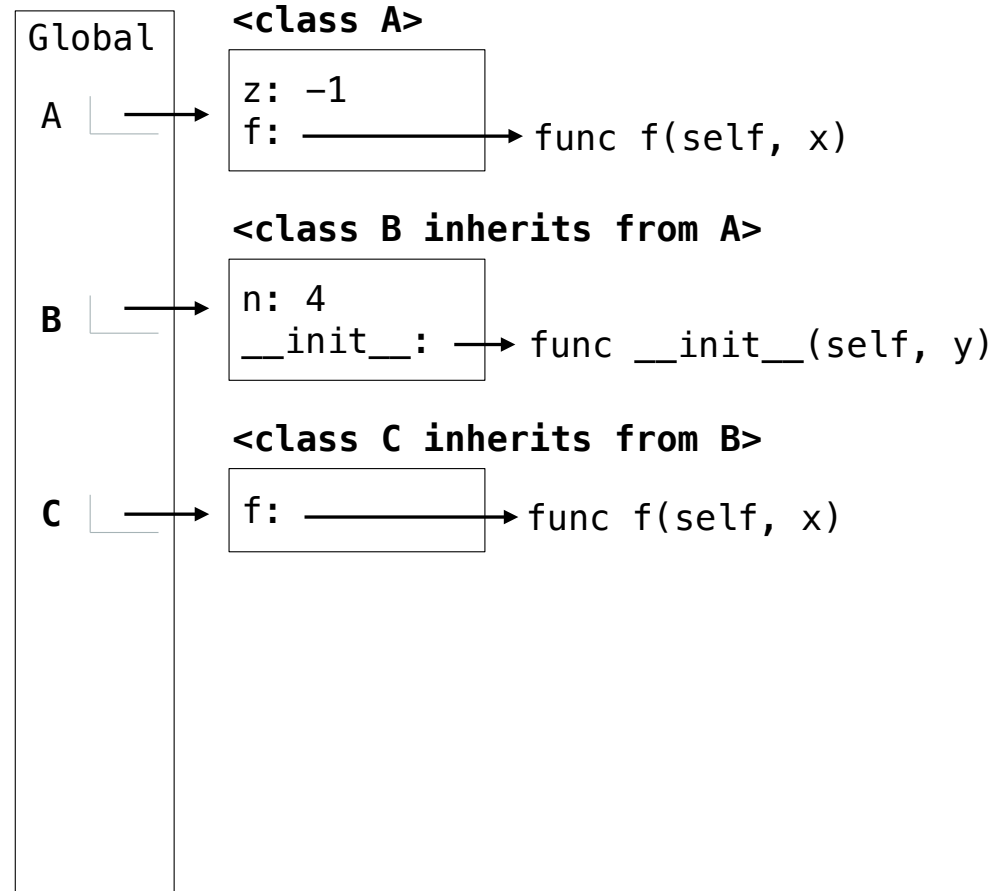 Global
<class A>
A
z: −1
f:
func f(self, x)
<class B inherits from A>
B
n: 4
__init__:
func __init__(self, y)
<class C inherits from B>
C
f:
func f(self, x)